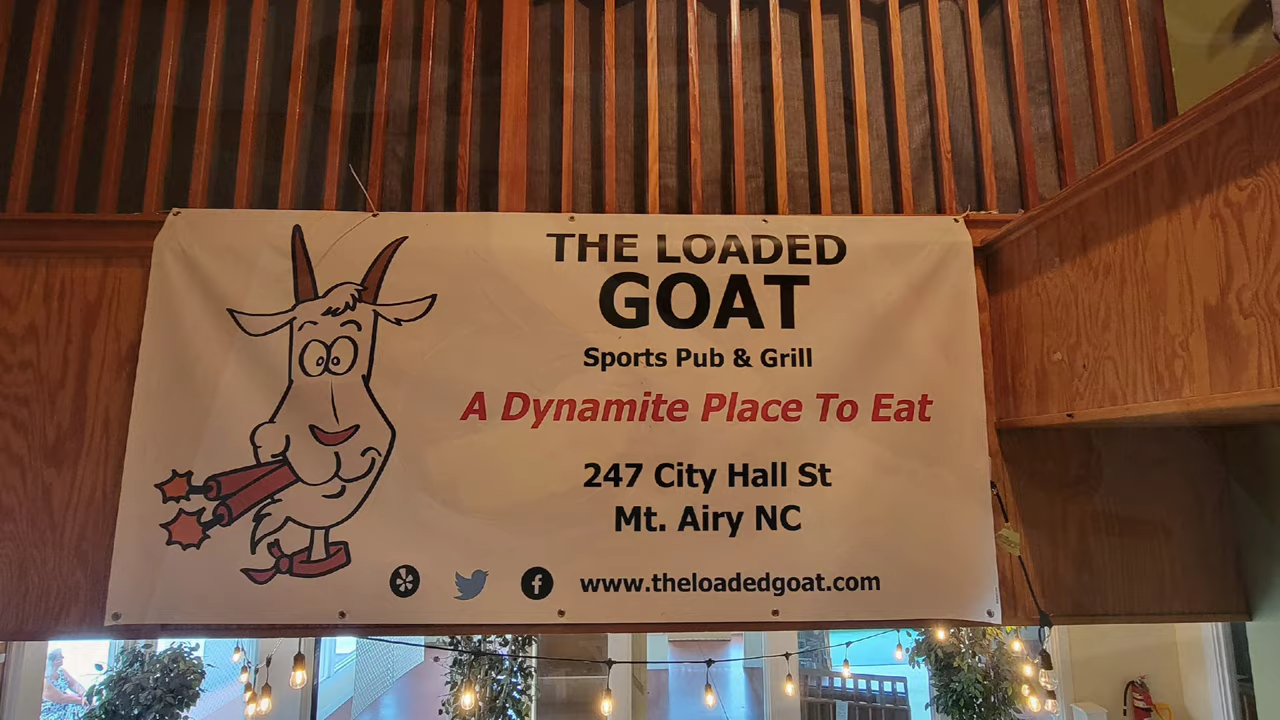 THE LOADED
GOAT
Sports Pub & Grill
A Dynamite Place To Eat
247 City Hall St
Mt. Airy NC
www.theloadedgoat.com